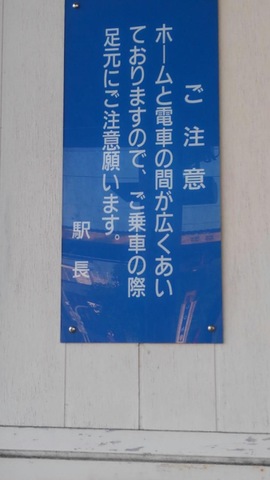 ご注意
ホームと電車の間が広くあい
ておりますので、ご乗車の際
足元にご注意願います。
駅長